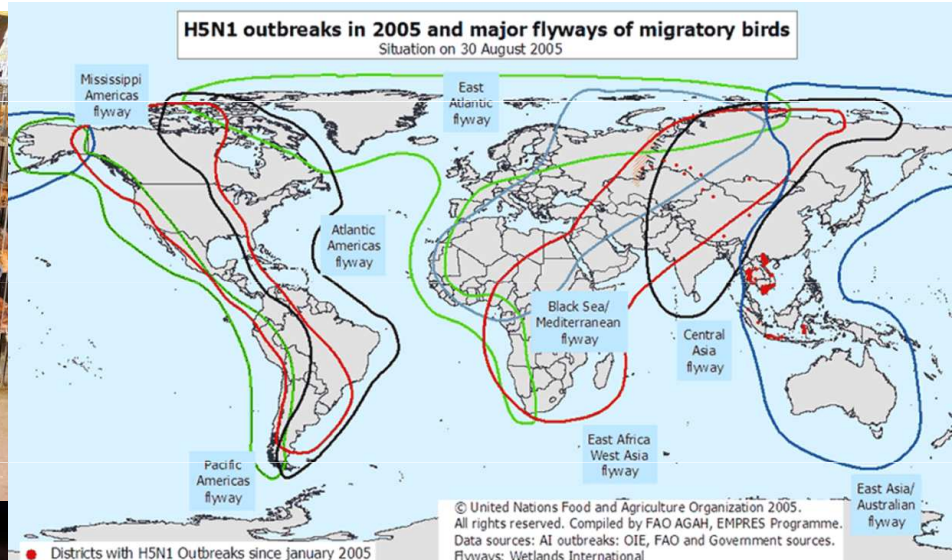 H5N1 outbreaks in 2005 and major flyways of migratory birds
Situation on 30 August 2005
Mississippi
Americas
flyway
East
Atlantic
flyway
Atlantic
Americas
flyway
Black Sea/
Mediterranean
flyway
Central
Asia
flyway
East Africa
West Asia
flyway
Pacific
Americas
flyway
East Asia/
Australian
flyway
Districts with H5N1 Outbreaks since january 2005
© United Nations Food and Agriculture Organization 2005.
All rights reserved. Compiled by FAO AGAH, EMPRES Programme.
Data sources: AI outbreaks: OIE, FAO and Government sources.
Flyways: Wetlands International